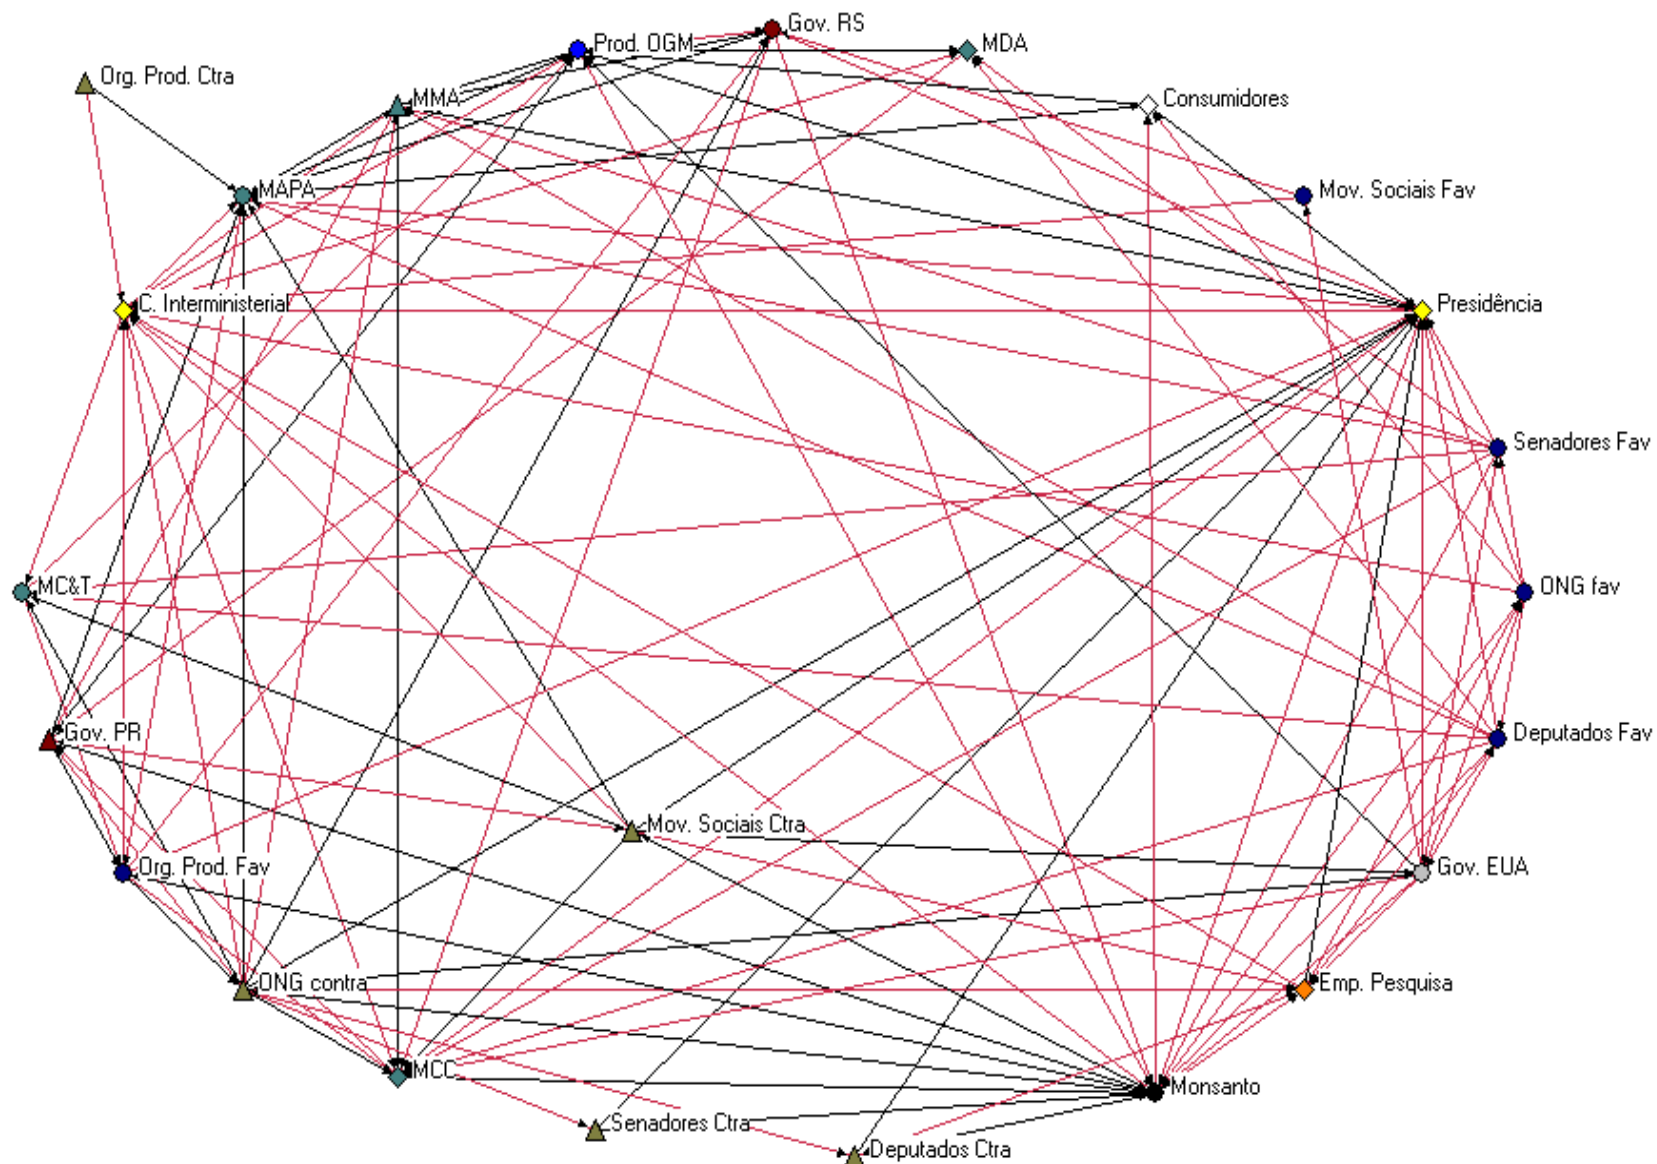 Gov. RS
Prod. OGM
MDA
Org. Prod. Ctra
MMA
Consumidores
MAPA
Mov. Sociais Fav
C. Interministerial
Presidência
Senadores Fav
MC&T
ONG fav
Gov. PR
Deputados Fav
Mov. Sociais Ctra
Org. Prod. Fav
Gov. EUA
ONG contra
Emp. Pesquisa
MCC
Monsanto
Senadores Ctra
Deputados Ctra